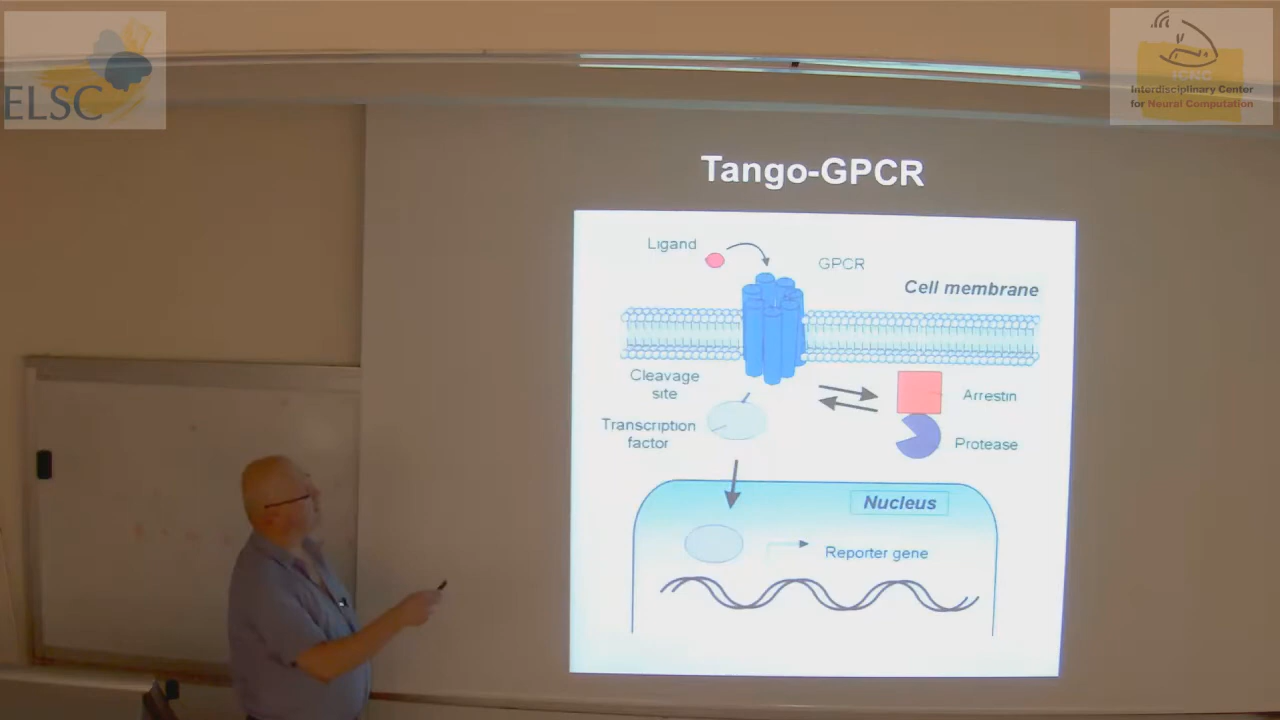 ELSC
ICNC
Interdisciplinary Center
for Neural Computation
Tango-GPCR
Ligand
GPCR
Cell membrane
Cleavage
site
Arrestin
Transcription
factor
Protease
Nucleus
Reporter gene